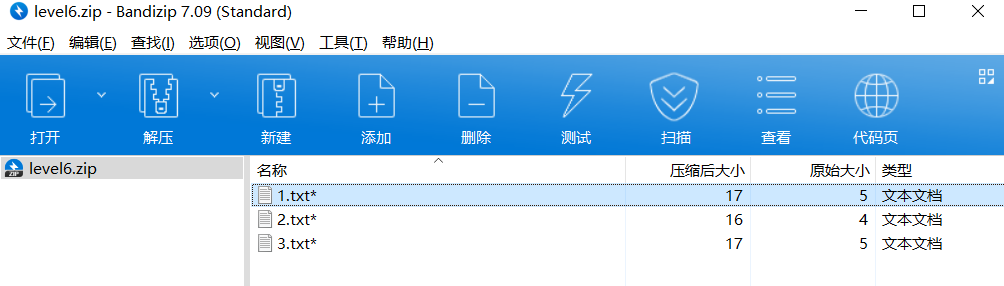 level6.zip - Bandizip 7.09 (Standard)
文件(F) 编辑(E) 查找(I) 选项(O) 视图(V) 工具(T) 帮助(H)
打开 解压 新建 添加 删除 测试 扫描 查看 代码页
level6.zip
名称 压缩后大小 原始大小 类型
1.txt* 17 5 文本文档
2.txt* 16 4 文本文档
3.txt* 17 5 文本文档